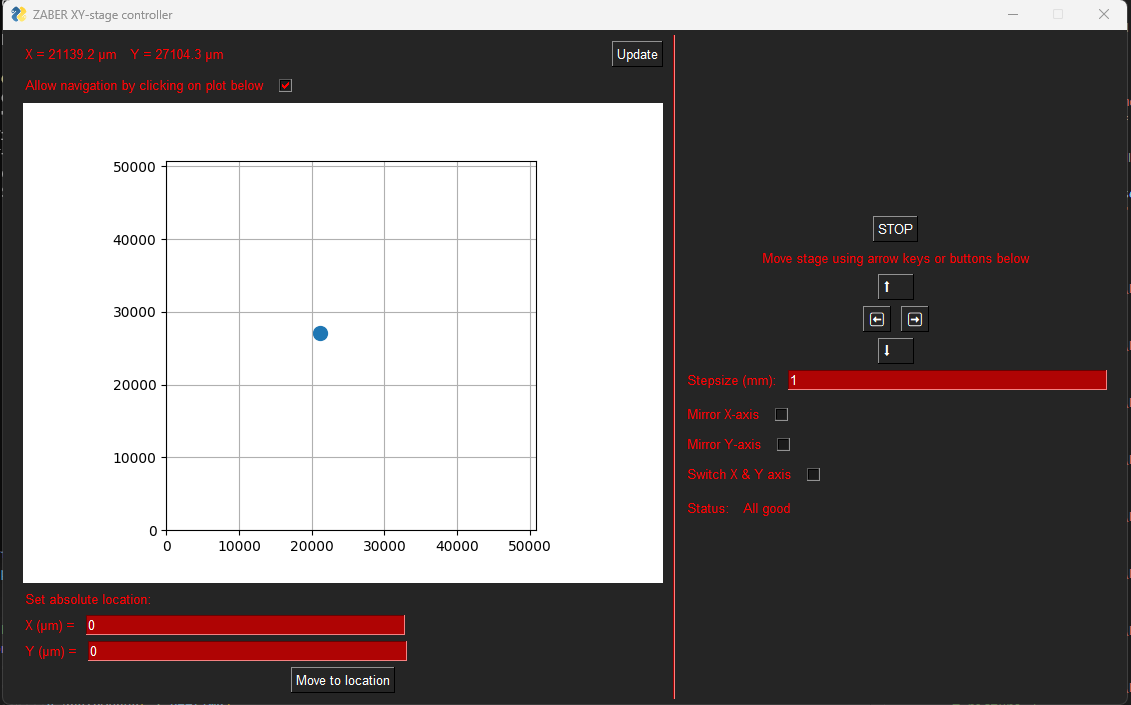 ZABER XY-stage controller
X = 21139.2 µm Y = 27104.3 µm
Update
Allow navigation by clicking on plot below
50000
40000
30000
20000
10000
0
0 10000 20000 30000 40000 50000
Set absolute location:
X (µm) = 0
Y (µm) = 0
Move to location
STOP
Move stage using arrow keys or buttons below
↑
← →
↓
Stepsize (mm): 1
Mirror X-axis
Mirror Y-axis
Switch X & Y axis
Status: All good